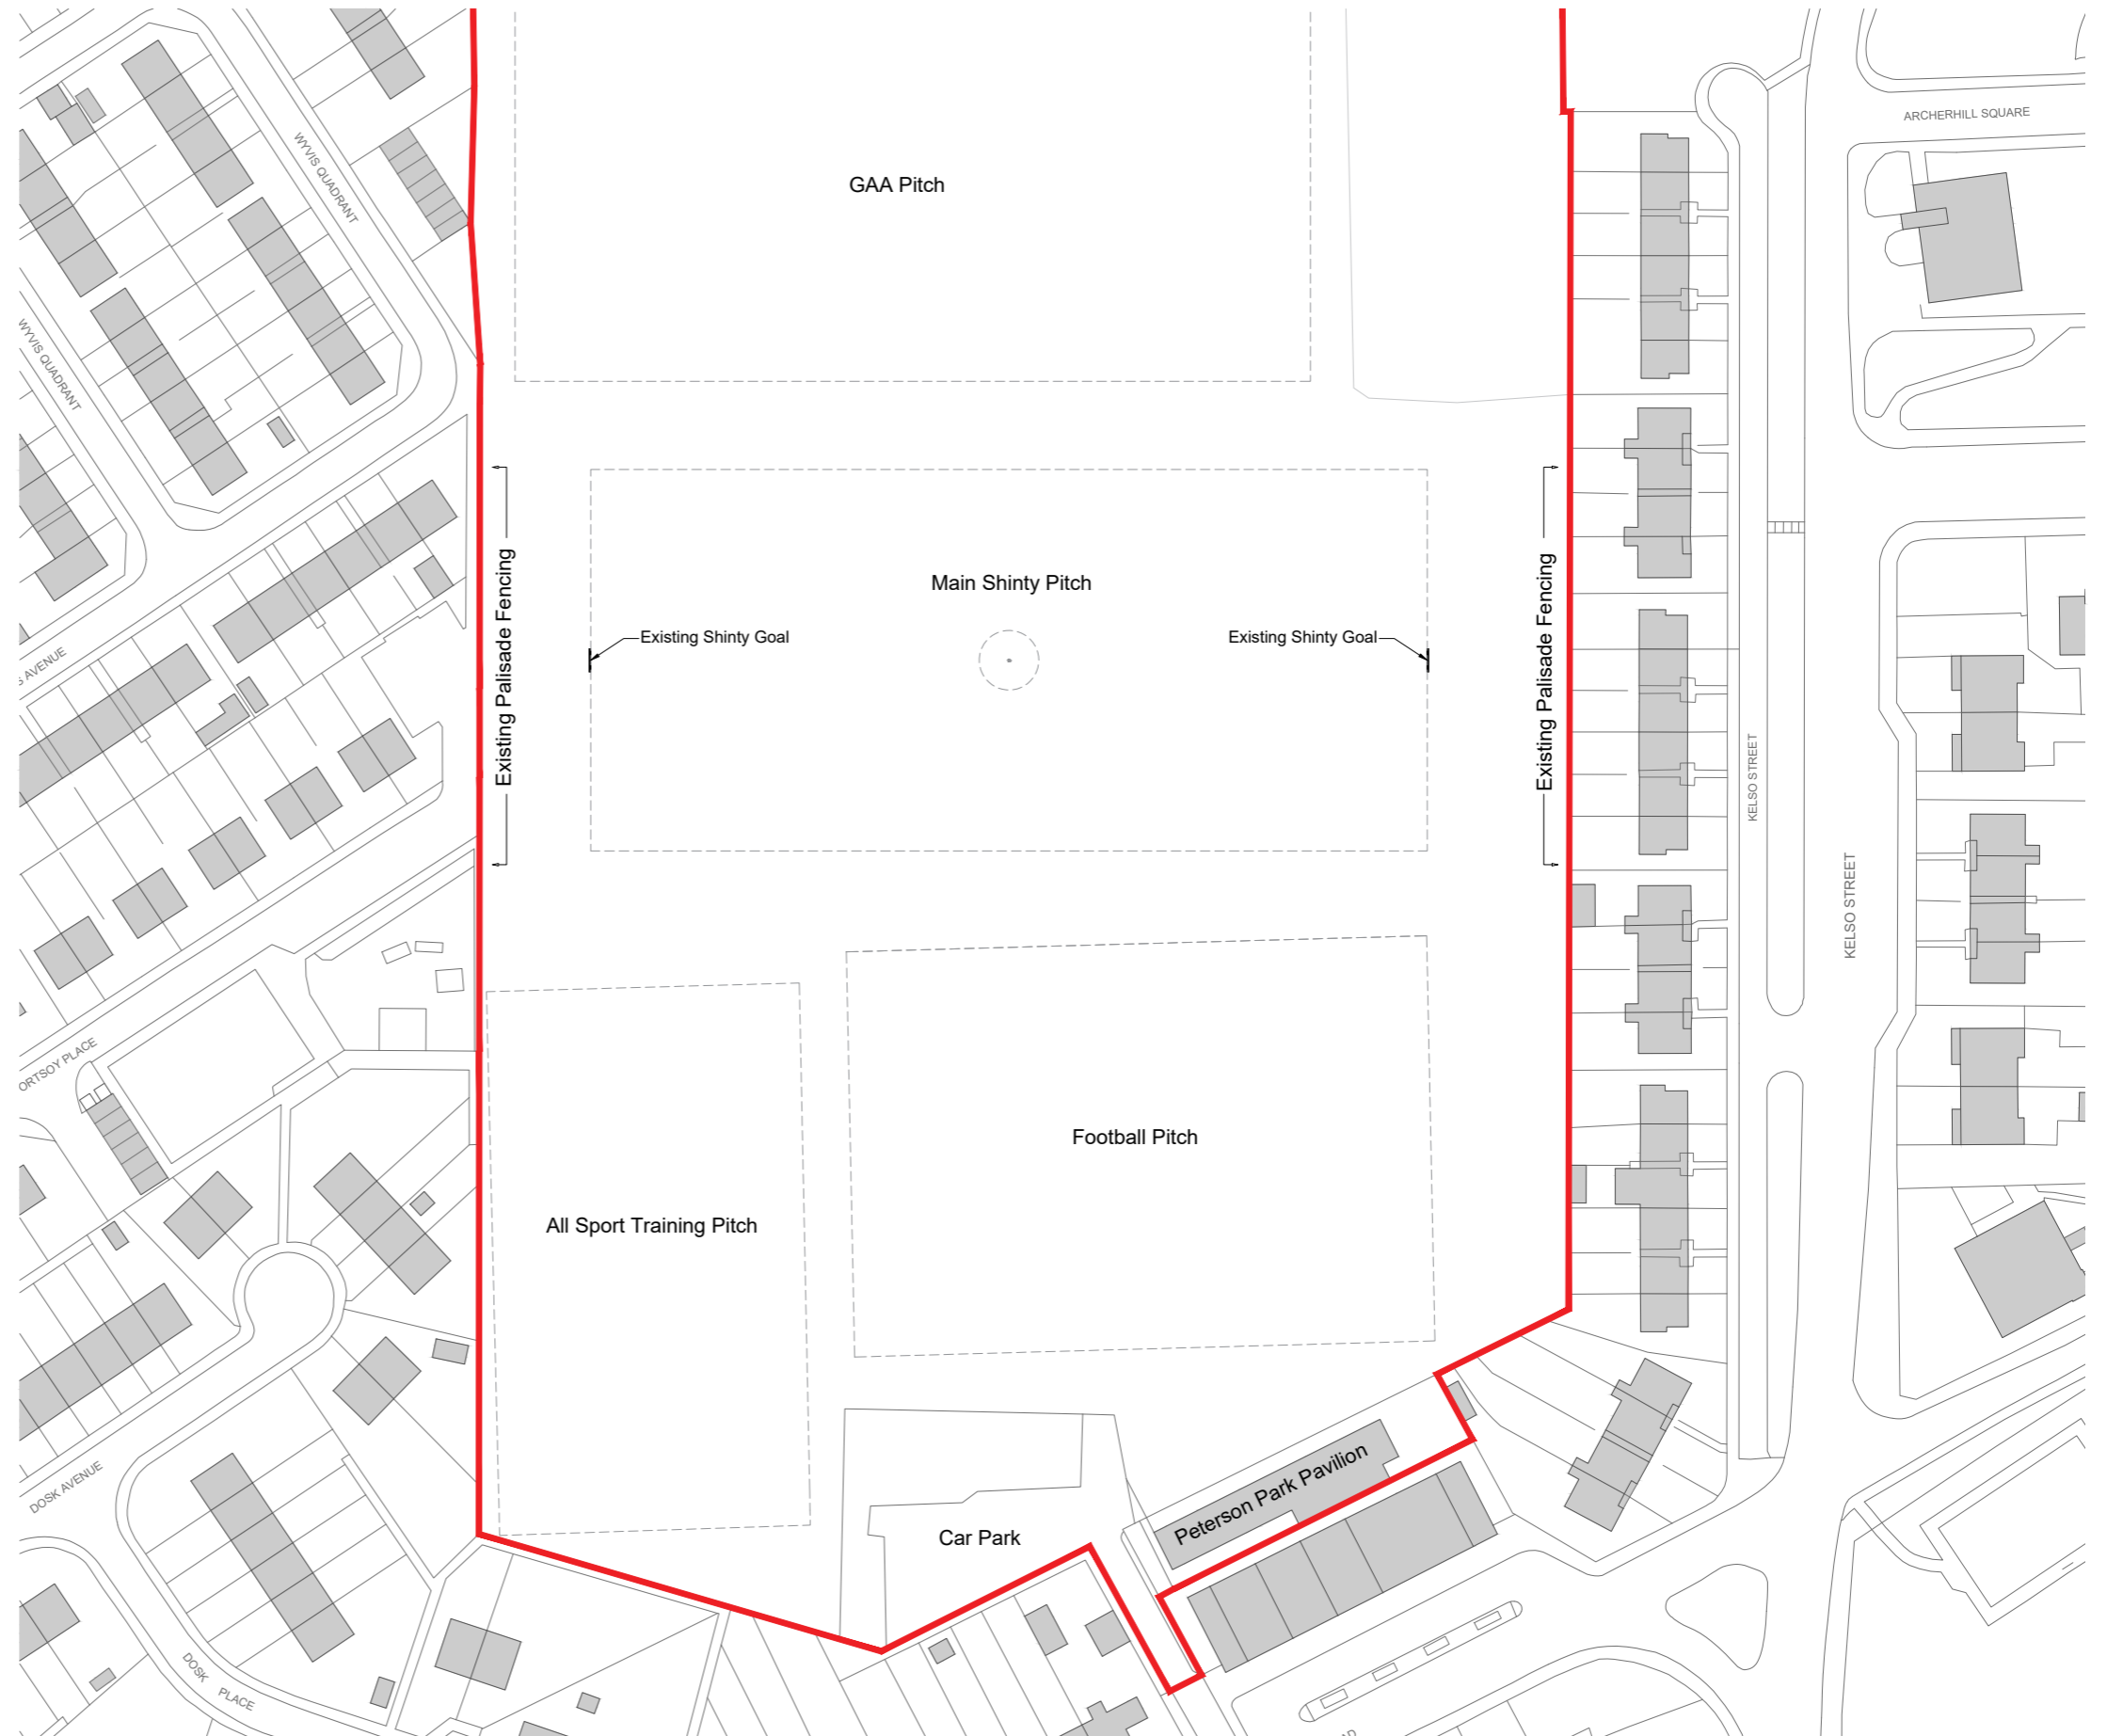 ARCHERHILL SQUARE
WYVIS QUADRANT
GAA Pitch
WYVIS QUADRANT
Existing Palisade Fencing
Main Shinty Pitch
Existing Shinty Goal
Existing Shinty Goal
Existing Palisade Fencing
AVENUE
KELSO STREET
KELSO STREET
ORTSOY PLACE
Football Pitch
All Sport Training Pitch
DOSK AVENUE
Car Park
Peterson Park Pavilion
DOSK PLACE